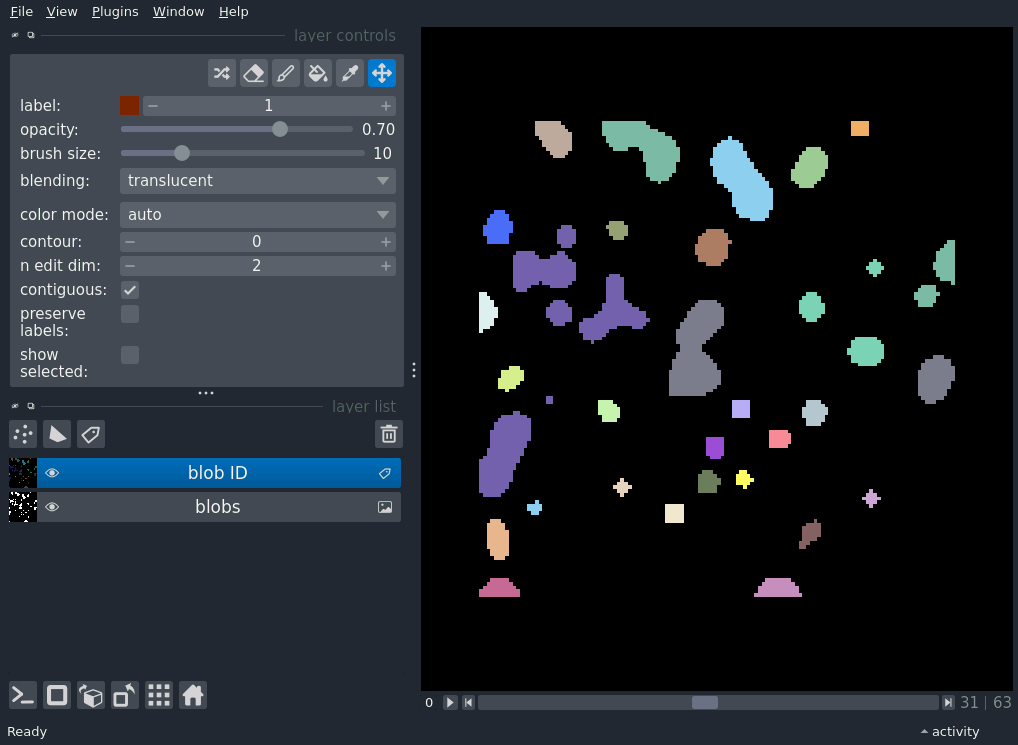 File View Plugins Window Help
layer controls
label: 1
opacity: 0.70
brush size: 10
blending: translucent
color mode: auto
contour: 0
n edit dim: 2
contiguous:
preserve
labels:
show
selected:
layer list
blob ID
blobs
0 31 | 63
Ready activity